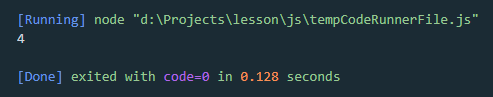 [Running] node "d:\Projects\lesson\js\tempCodeRunnerFile.js"
4
[Done] exited with code=0 in 0.128 seconds